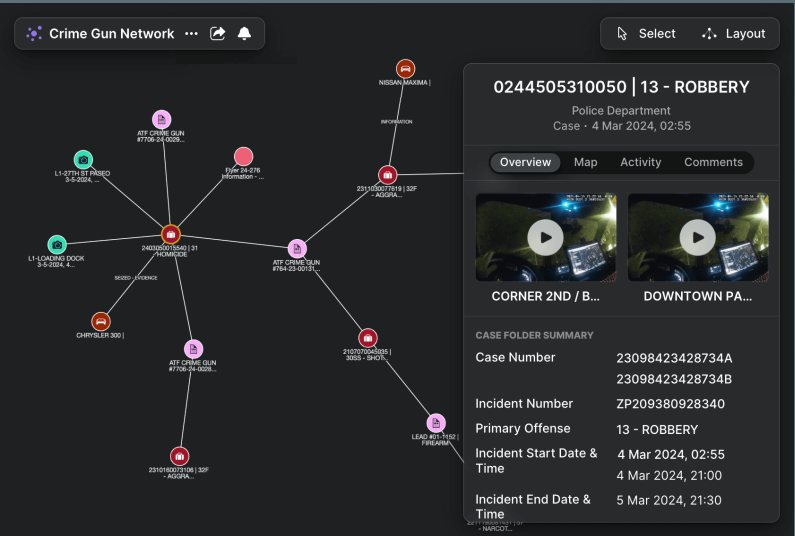 Crime Gun Network
Select
Layout
NISSAN MAXIMA |
INFORMATION
ATF CRIME GUN
#7706-24-0029...
L1-27TH ST PASEO
3-5-2024, ...
Flyer 24-276
Information - ...
2311030077619 | 32F
- AGGRA...
2403050015540 | 31
HOMICIDE
L1-LOADING DOCK
3-5-2024, 4...
SEIZED - EVIDENCE
ATF CRIME GUN
#764-23-00131...
CHRYSLER 300 |
ATF CRIME GUN
#7706-24-0028...
2107070045035 |
30SS - SHOT...
LEAD #01-1152 |
FIREARM
2310160073106 | 32F
- AGGRA...
- NARCOT...
0244505310050 | 13 - ROBBERY
Police Department
Case • 4 Mar 2024, 02:55
Overview
Map
Activity
Comments
CORNER 2ND / B...
DOWNTOWN PA...
CASE FOLDER SUMMARY
Case Number
23098423428734A
23098423428734B
Incident Number
ZP209380928340
Primary Offense
13 - ROBBERY
Incident Start Date &
Time
4 Mar 2024, 02:55
4 Mar 2024, 21:00
Incident End Date &
Time
5 Mar 2024, 21:30